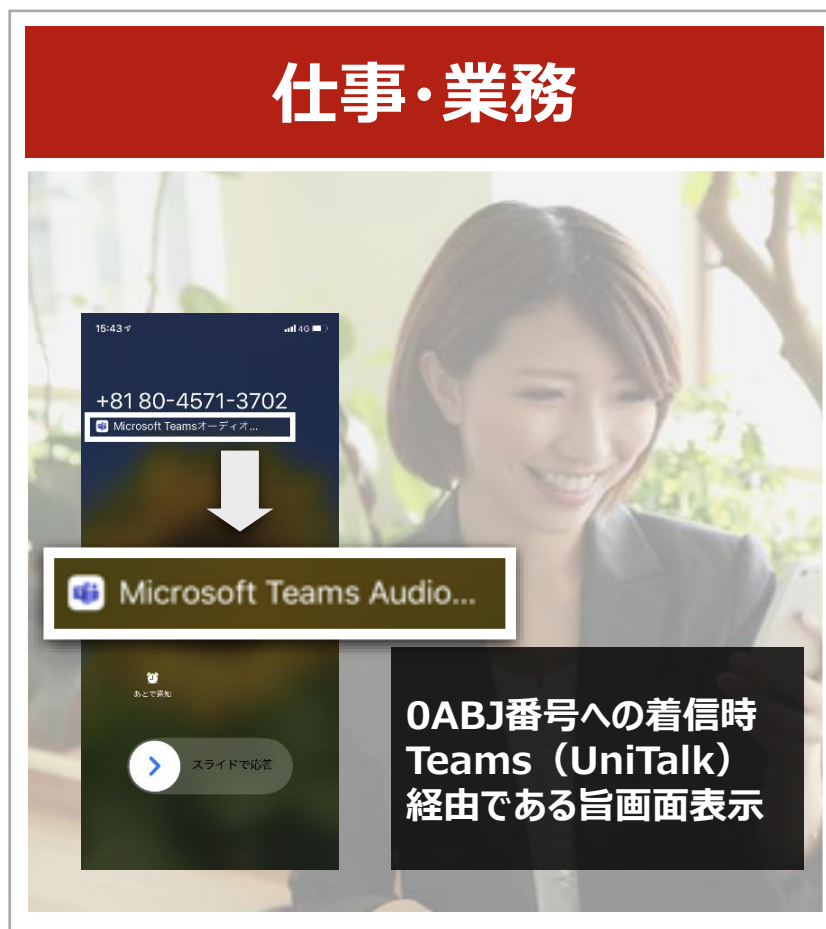 仕事・業務
15:43
4G
+81 80-4571-3702
Microsoft Teamsオーディオ...
Microsoft Teams Audio...
あとで通知
スライドで応答
0ABJ番号への着信時
Teams（UniTalk）
経由である旨画面表示